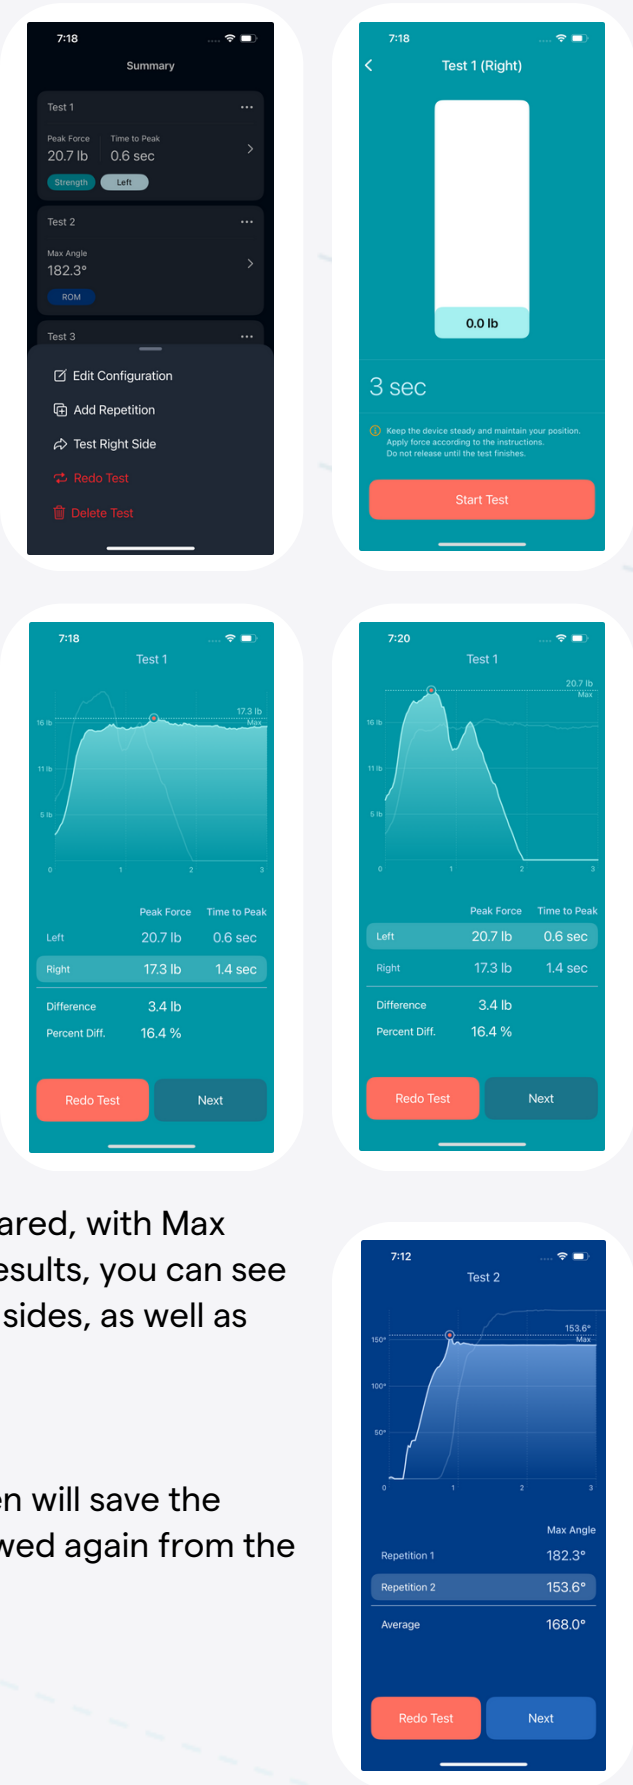 7:18
Summary
Test 1
Peak Force Time to Peak
20.7 lb 0.6 sec
Strength Left
Test 2
Max Angle
182.3°
ROM
Test 3
Edit Configuration
Add Repetition
Test Right Side
Redo Test
Delete Test
7:18
Test 1 (Right)
0.0 lb
3 sec
Keep the device steady and maintain your position.
Apply force according to the instructions.
Do not release until the test finishes.
Start Test
7:18
Test 1
17.3 lb
Max
16 lb
11 lb
5 lb
0 1 2 3
Peak Force Time to Peak
Left 20.7 lb 0.6 sec
Right 17.3 lb 1.4 sec
Difference 3.4 lb
Percent Diff. 16.4 %
Redo Test Next
7:20
Test 1
20.7 lb
Max
16 lb
11 lb
5 lb
0 1 2 3
Peak Force Time to Peak
Left 20.7 lb 0.6 sec
Right 17.3 lb 1.4 sec
Difference 3.4 lb
Percent Diff. 16.4 %
Redo Test Next
ared, with Max
esults, you can see
sides, as well as
en will save the
wed again from the
7:12
Test 2
153.6°
Max
150°
100°
50°
0 1 2 3
Max Angle
Repetition 1 182.3°
Repetition 2 153.6°
Average 168.0°
Redo Test Next